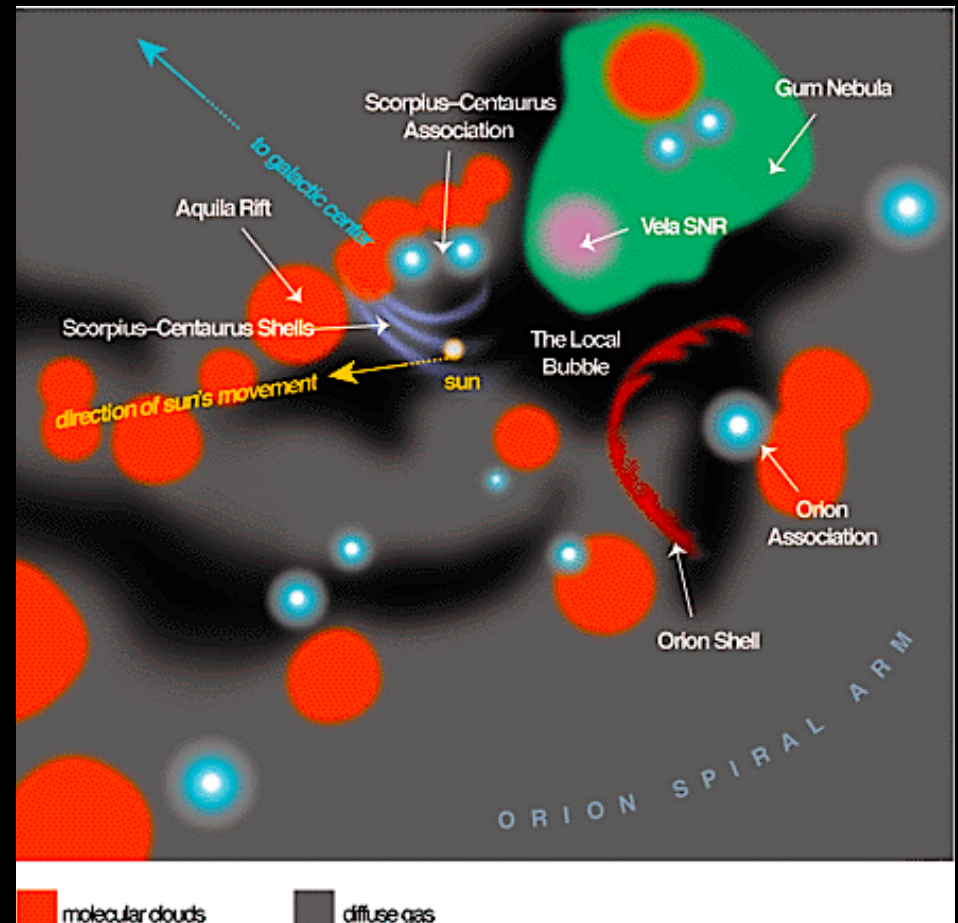 Gum Nebula
Scorpius–Centaurus
Association
to galactic center
Aquila Rift
Vela SNR
Scorpius–Centaurus Shells
The Local
Bubble
direction of sun's movement
sun
Orion
Association
Orion Shell
ORION SPIRAL ARM
molecular clouds
diffuse gas